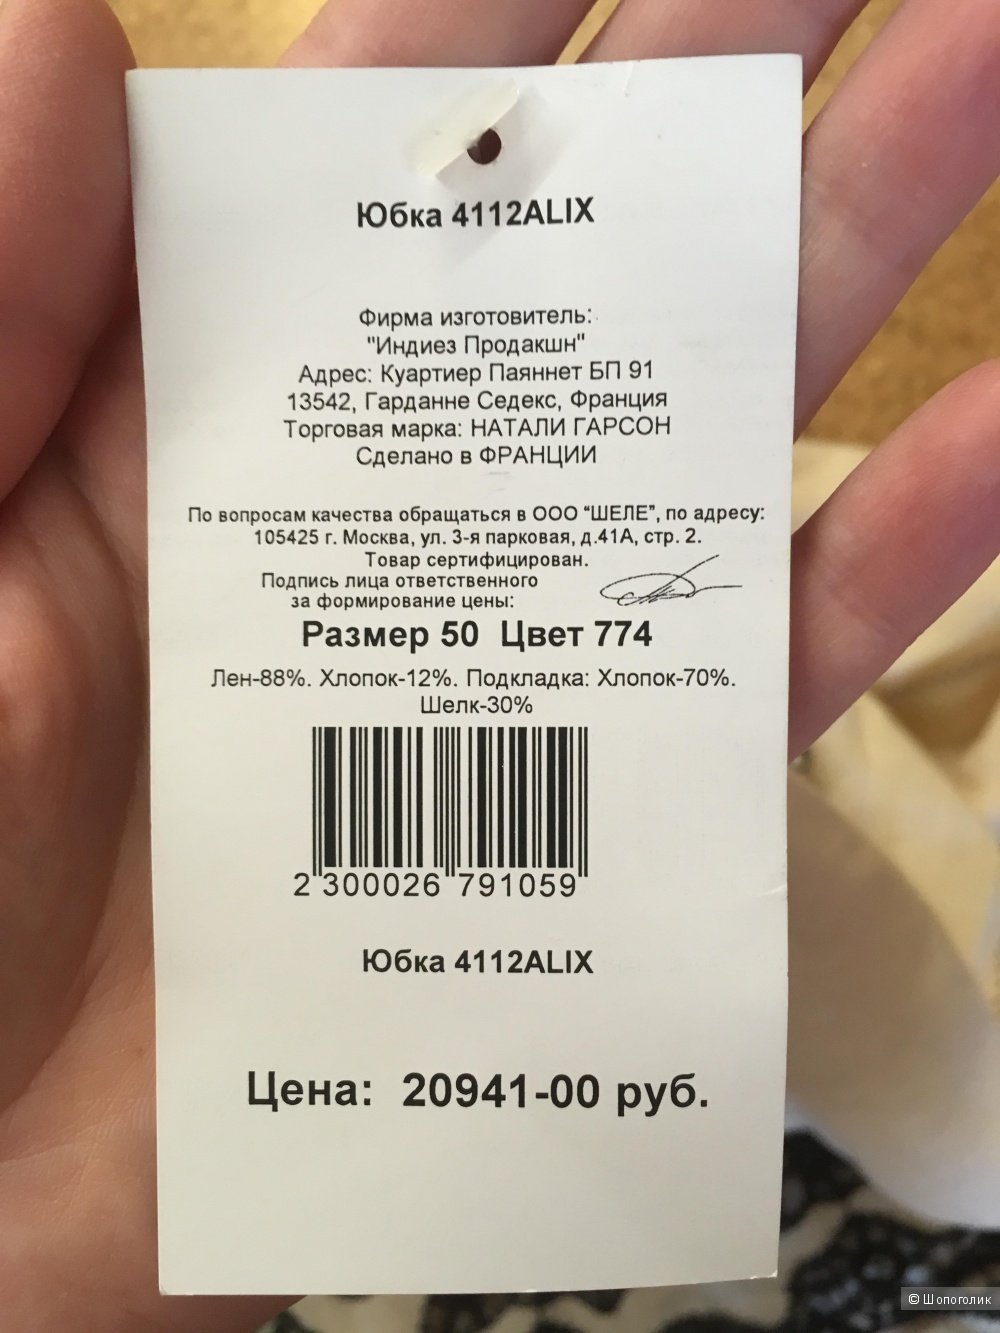 Юбка 4112ALIX
Фирма изготовитель:
"Индиез Продакшн"
Адрес: Куартиер Паяннет БП 91
13542, Гарданне Седекс, Франция
Торговая марка: НАТАЛИ ГАРСОН
Сделано в ФРАНЦИИ
По вопросам качества обращаться в ООО “ШЕЛЕ”, по адресу:
105425 г. Москва, ул. 3-я парковая, д.41А, стр. 2.
Товар сертифицирован.
Подпись лица ответственного
за формирование цены:
Размер 50 Цвет 774
Лен-88%. Хлопок-12%. Подкладка: Хлопок-70%.
Шелк-30%
2 300026 791059
Юбка 4112ALIX
Цена: 20941-00 руб.
© Шопоголик